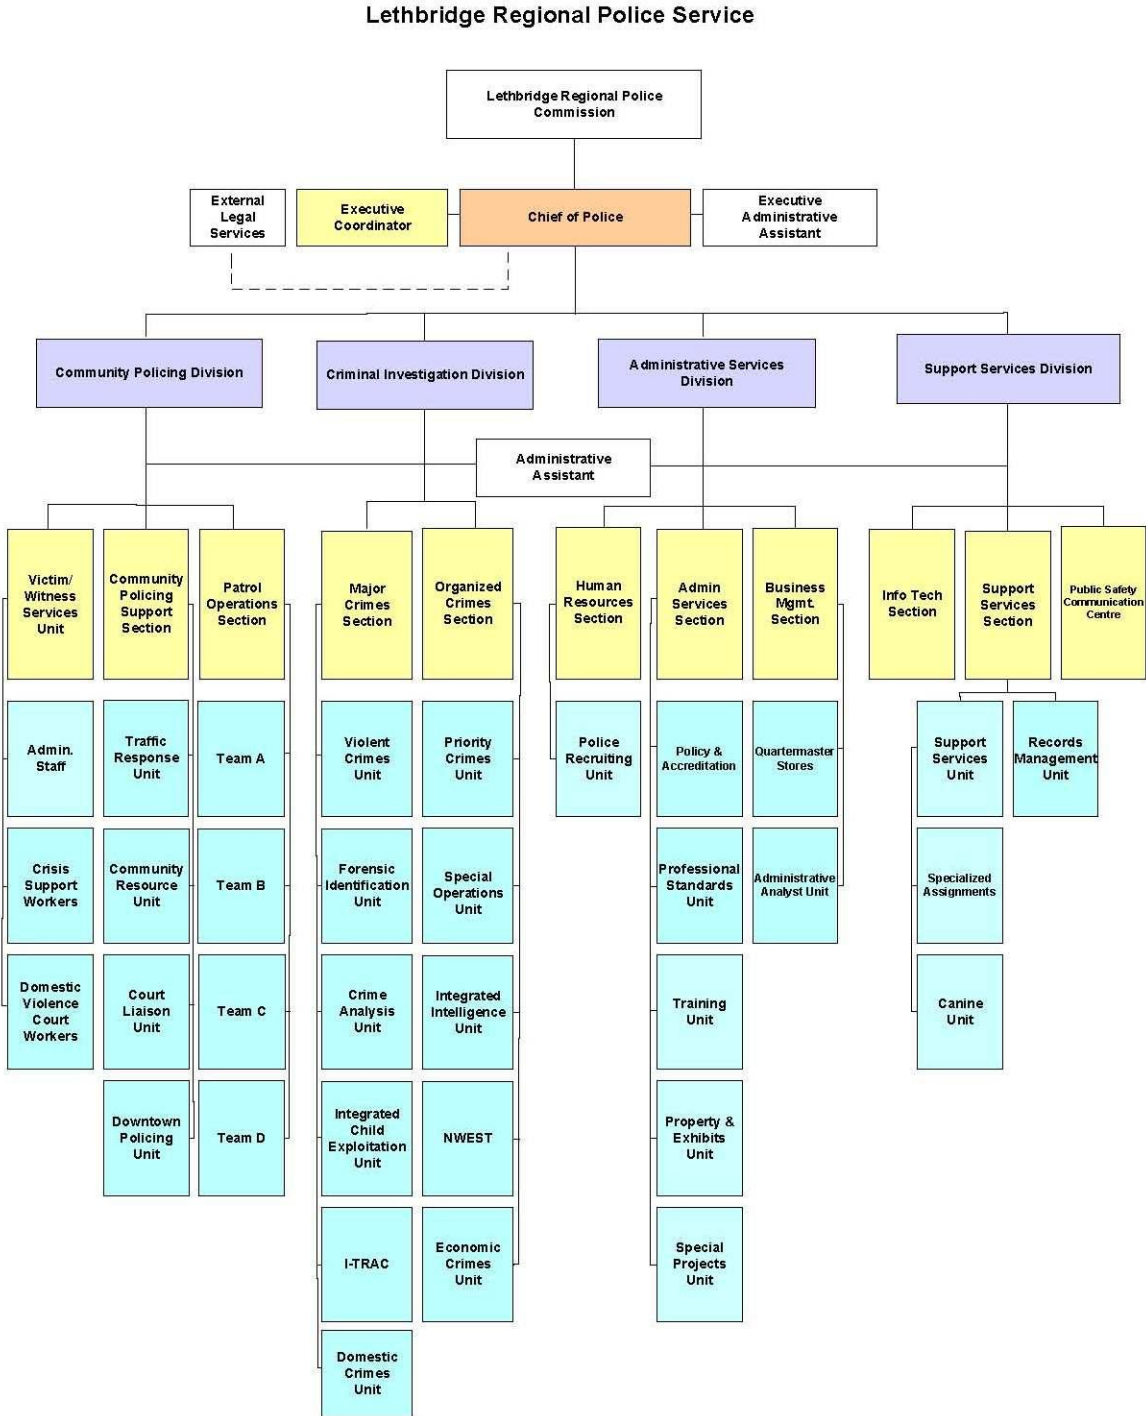 Lethbridge Regional Police Service
Lethbridge Regional Police
Commission
External
Legal
Services
Executive
Coordinator
Chief of Police
Executive
Administrative
Assistant
Community Policing Division
Criminal Investigation Division
Administrative Services
Division
Support Services Division
Administrative
Assistant
Victim/
Witness
Services
Unit
Community
Policing
Support
Section
Patrol
Operations
Section
Major
Crimes
Section
Organized
Crimes
Section
Human
Resources
Section
Admin
Services
Section
Business
Mgmt.
Section
Info Tech
Section
Support
Services
Section
Public Safety
Communication
Centre
Admin.
Staff
Traffic
Response
Unit
Team A
Violent
Crimes
Unit
Priority
Crimes
Unit
Police
Recruiting
Unit
Policy &
Accreditation
Quartermaster
Stores
Support
Services
Unit
Records
Management
Unit
Crisis
Support
Workers
Community
Resource
Unit
Team B
Forensic
Identification
Unit
Special
Operations
Unit
Professional
Standards
Unit
Administrative
Analyst Unit
Specialized
Assignments
Domestic
Violence
Court
Workers
Court
Liaison
Unit
Team C
Crime
Analysis
Unit
Integrated
Intelligence
Unit
Training
Unit
Canine
Unit
Downtown
Policing
Unit
Team D
Integrated
Child
Exploitation
Unit
NWEST
Property &
Exhibits
Unit
I-TRAC
Economic
Crimes
Unit
Special
Projects
Unit
Domestic
Crimes
Unit